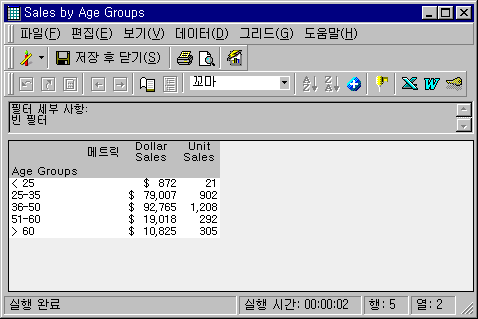 Sales by Age Groups
파일(F) 편집(E) 보기(V) 데이터(D) 그리드(G) 도움말(H)
저장 후 닫기(S)
꼬마
필터 세부 사항:
빈 필터
메트릭 Dollar Sales Unit Sales
Age Groups
< 25 $ 872 21
25-35 $ 79,007 902
36-50 $ 92,765 1,208
51-60 $ 19,018 292
> 60 $ 10,825 305
실행 완료 실행 시간: 00:00:02 행: 5 열: 2